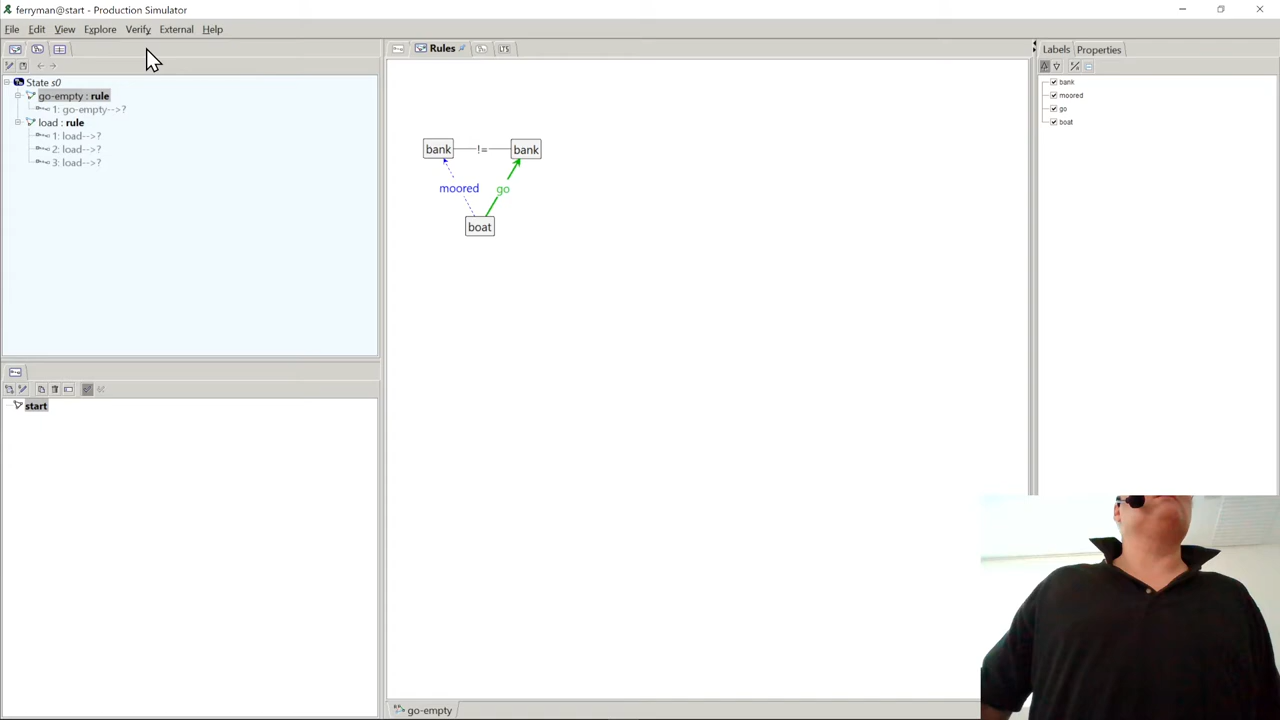 ferryman@start - Production Simulator
File Edit View Explore Verify External Help
Rules
LTS
Labels Properties
State s0
go-empty : rule
1: go-empty-->?
load : rule
1: load-->?
2: load-->?
3: load-->?
bank != bank
moored go
boat
bank
moored
go
boat
start
go-empty